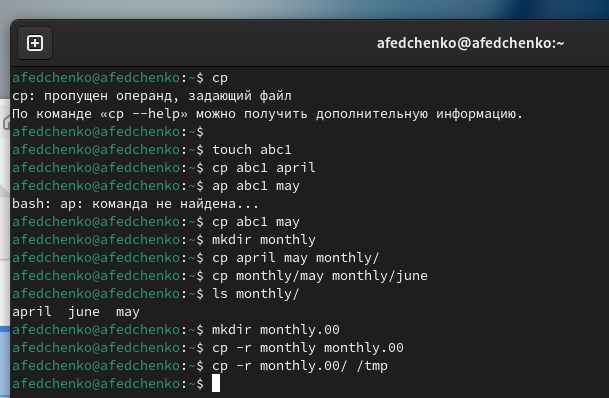 afedchenko@afedchenko:~
afedchenko@afedchenko:~$ cp
cp: пропущен операнд, задающий файл
По команде «cp --help» можно получить дополнительную информацию.
afedchenko@afedchenko:~$
afedchenko@afedchenko:~$ touch abc1
afedchenko@afedchenko:~$ cp abc1 april
afedchenko@afedchenko:~$ ap abc1 may
bash: ap: команда не найдена...
afedchenko@afedchenko:~$ cp abc1 may
afedchenko@afedchenko:~$ mkdir monthly
afedchenko@afedchenko:~$ cp april may monthly/
afedchenko@afedchenko:~$ cp monthly/may monthly/june
afedchenko@afedchenko:~$ ls monthly/
april  june  may
afedchenko@afedchenko:~$ mkdir monthly.00
afedchenko@afedchenko:~$ cp -r monthly monthly.00
afedchenko@afedchenko:~$ cp -r monthly.00/ /tmp
afedchenko@afedchenko:~$